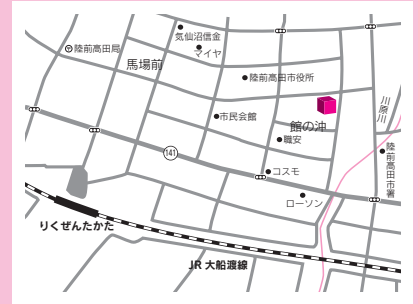 気仙沼信金
陸前高田局
マイヤ
馬場前
陸前高田市役所
川原川
市民会館
館の沖
職安
141
陸前高田市署
コスモ
ローソン
りくぜんたかた
JR 大船渡線